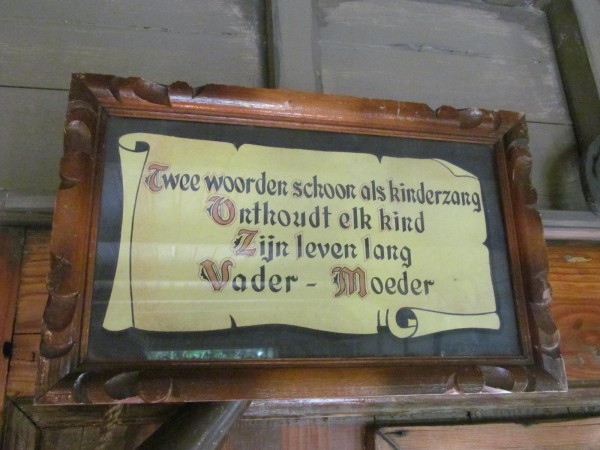 Twee woorden schoon als kinderzang
Onthoudt elk kind
Zijn leven lang
Vader - Moeder